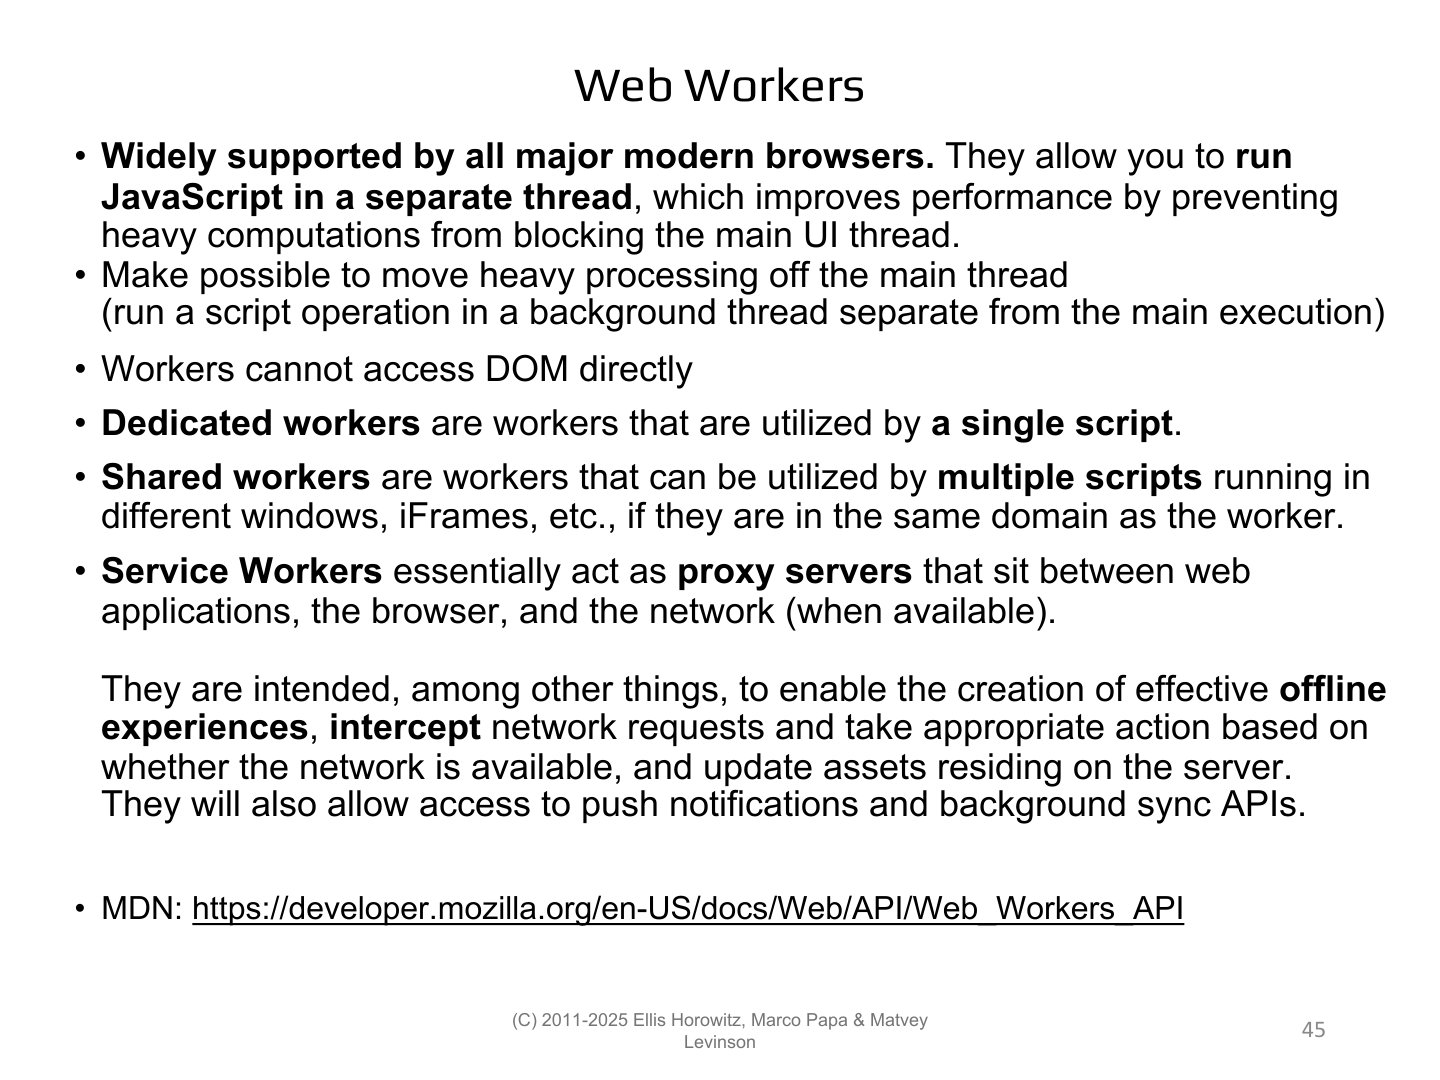 Web Workers
• Widely supported by all major modern browsers. They allow you to run
JavaScript in a separate thread, which improves performance by preventing
heavy computations from blocking the main UI thread.
• Make possible to move heavy processing off the main thread
(run a script operation in a background thread separate from the main execution)
• Workers cannot access DOM directly
• Dedicated workers are workers that are utilized by a single script.
• Shared workers are workers that can be utilized by multiple scripts running in
different windows, iFrames, etc., if they are in the same domain as the worker.
• Service Workers essentially act as proxy servers that sit between web
applications, the browser, and the network (when available).
They are intended, among other things, to enable the creation of effective offline
experiences, intercept network requests and take appropriate action based on
whether the network is available, and update assets residing on the server.
They will also allow access to push notifications and background sync APIs.
• MDN: https://developer.mozilla.org/en-US/docs/Web/API/Web_Workers_API
(C) 2011-2025 Ellis Horowitz, Marco Papa & Matvey
Levinson
45